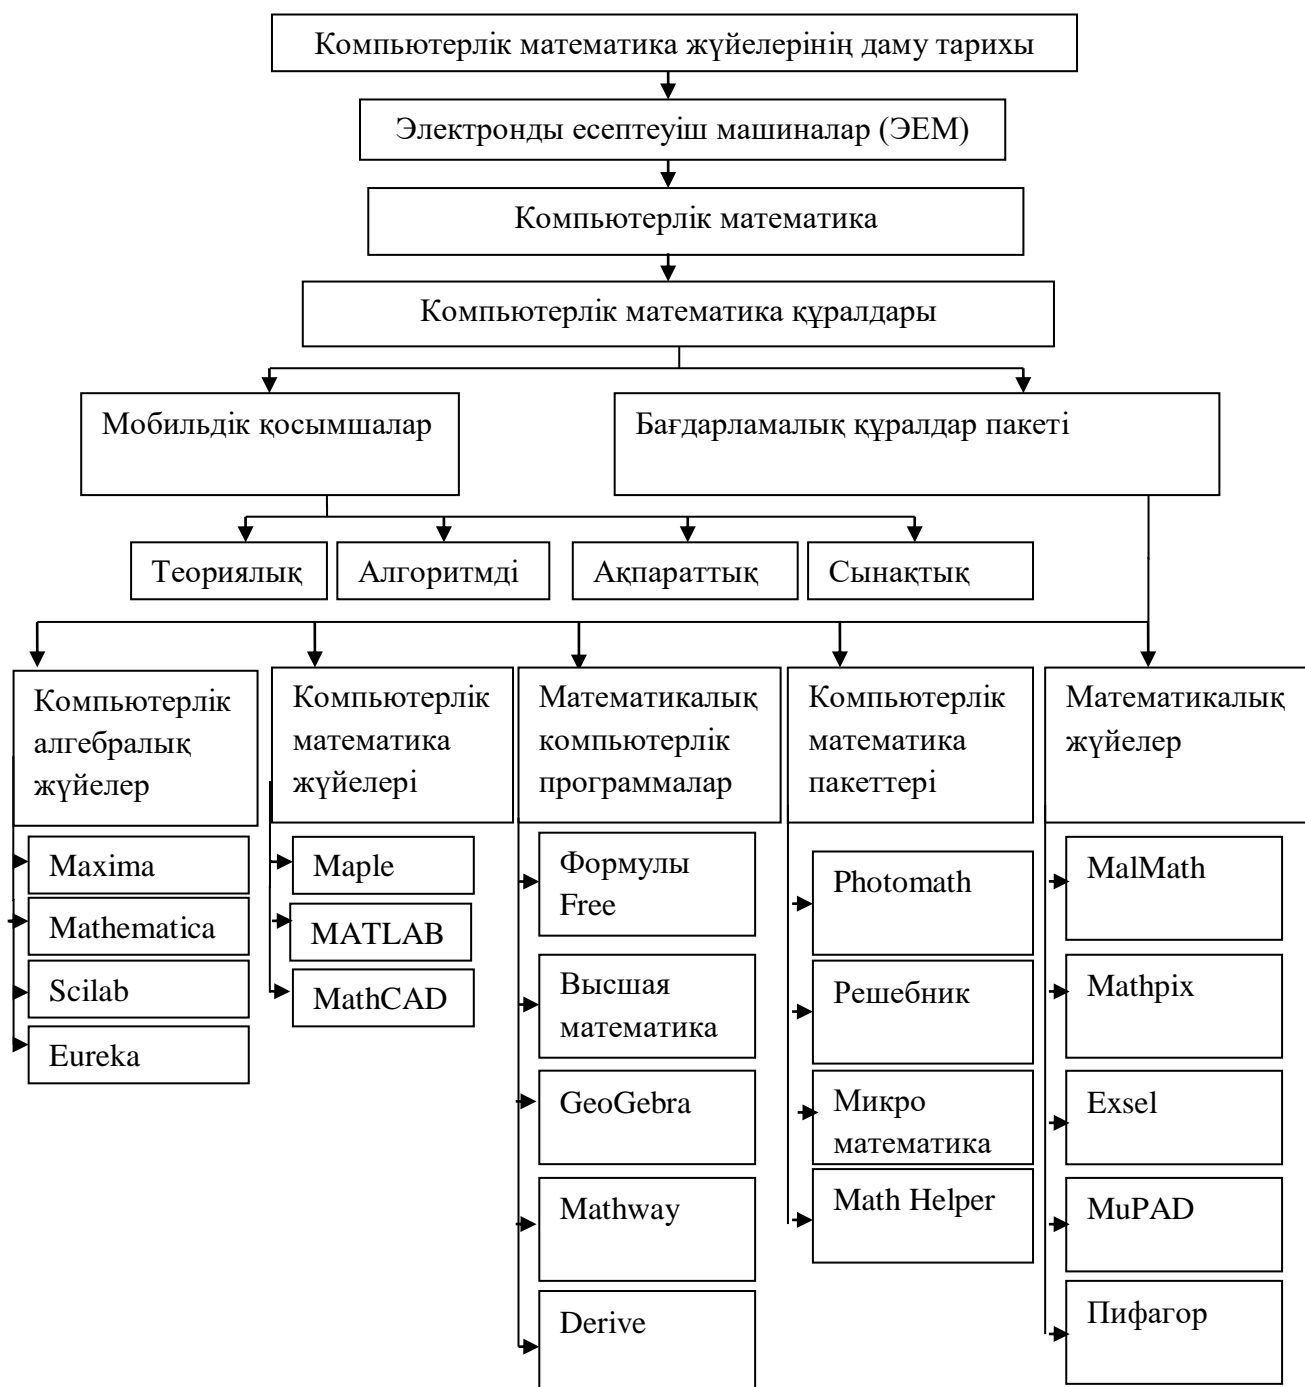 Компьютерлік математика жүйелерінің даму тарихы
Электронды есептеуіш машиналар (ЭЕМ)
Компьютерлік математика
Компьютерлік математика құралдары
Мобильдік қосымшалар
Бағдарламалық құралдар пакеті
Теориялық
Алгоритмді
Ақпараттық
Сынақтық
Компьютерлік
алгебралық
жүйелер
Maxima
Mathematica
Scilab
Eureka
Компьютерлік
математика
жүйелері
Maple
MATLAB
MathCAD
Математикалық
компьютерлік
программалар
Формулы
Free
Высшая
математика
GeoGebra
Mathway
Derive
Компьютерлік
математика
пакеттері
Photomath
Решебник
Микро
математика
Math Helper
Математикалық
жүйелер
MalMath
Mathpix
Exsel
MuPAD
Пифагор